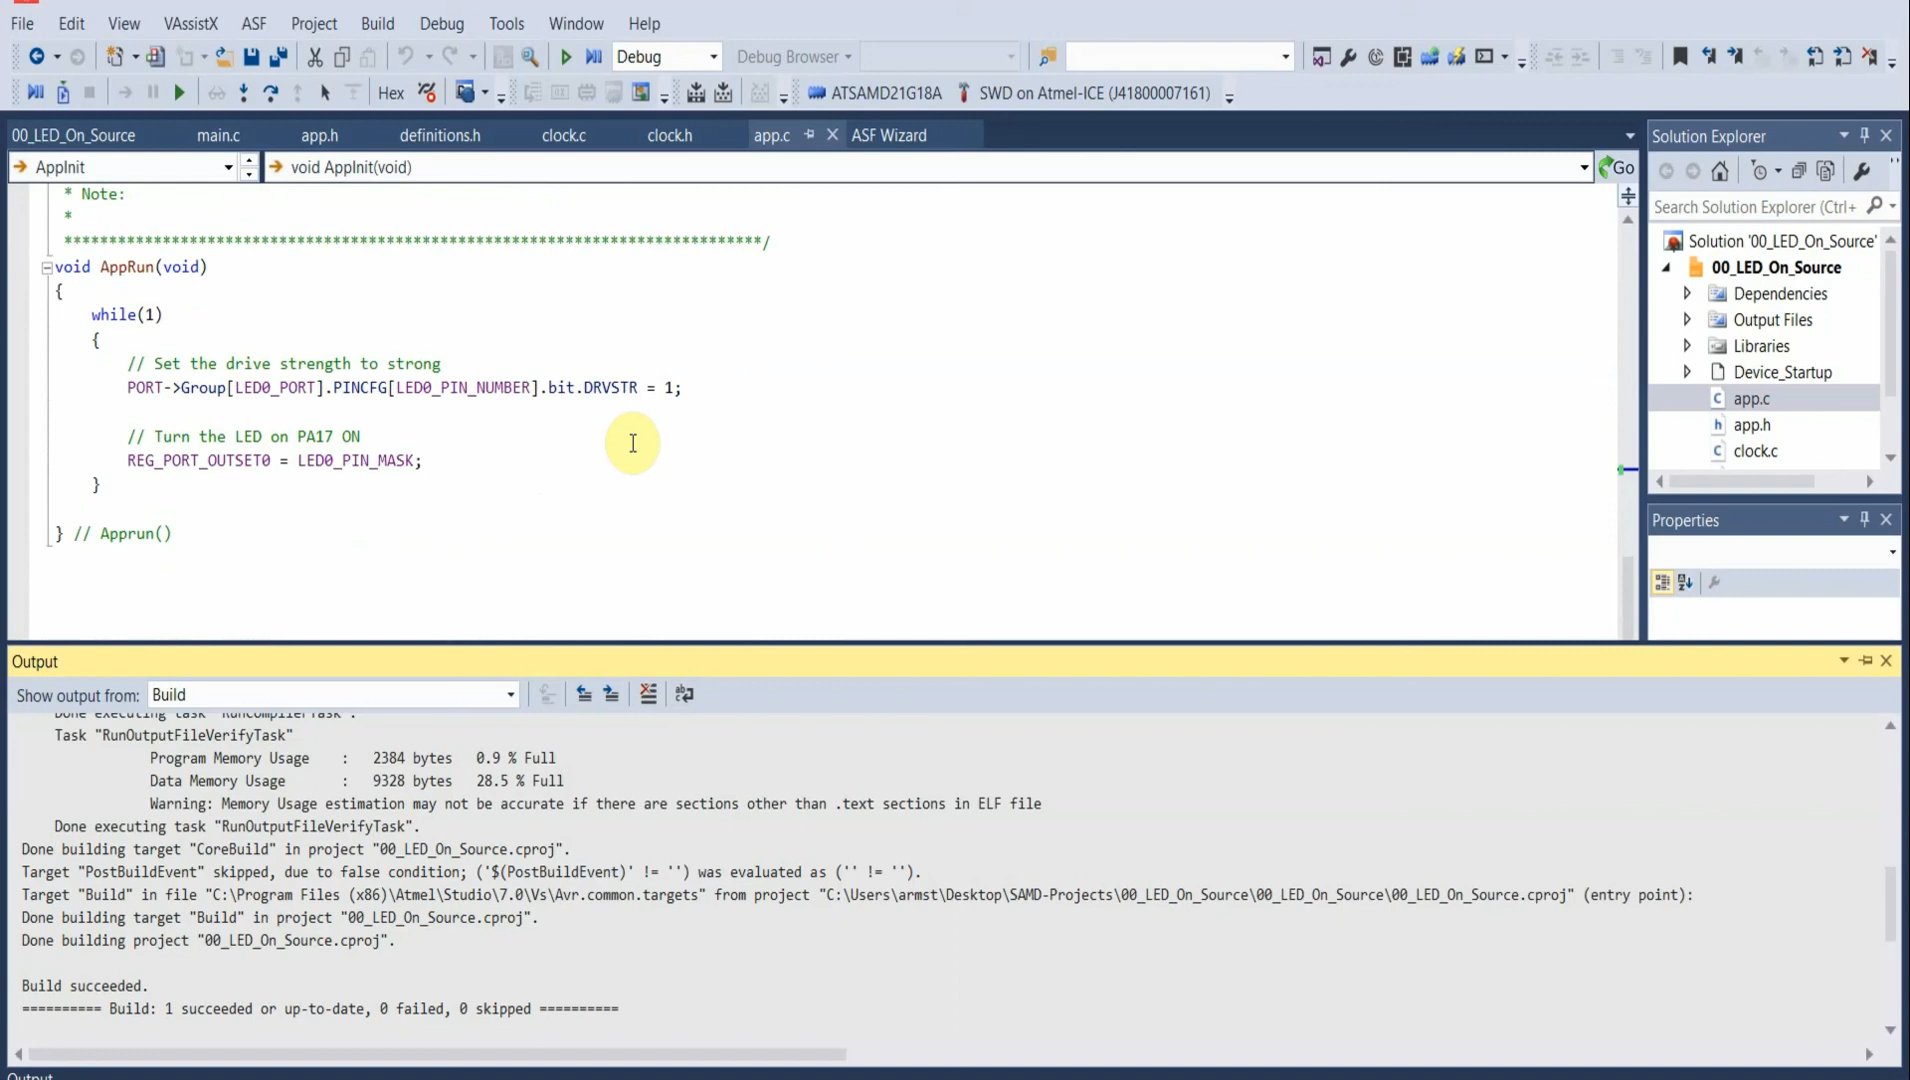 File Edit View VAssistX ASF Project Build Debug Tools Window Help
Debug Debug Browser
Hex ATSAMD21G18A SWD on Atmel-ICE (J41800007161)
00_LED_On_Source main.c app.h definitions.h clock.c clock.h app.c ASF Wizard
AppInit void AppInit(void) Go
* Note:
*
******************************************************************************/
void AppRun(void)
{
while(1)
{
// Set the drive strength to strong
PORT->Group[LED0_PORT].PINCFG[LED0_PIN_NUMBER].bit.DRVSTR = 1;
// Turn the LED on PA17 ON
REG_PORT_OUTSET0 = LED0_PIN_MASK;
}
} // Apprun()
Solution Explorer
Search Solution Explorer (Ctrl+
Solution '00_LED_On_Source'
00_LED_On_Source
Dependencies
Output Files
Libraries
Device_Startup
app.c
app.h
clock.c
Properties
Output
Show output from: Build
Done executing task "RunCompilerTask".
Task "RunOutputFileVerifyTask"
Program Memory Usage : 2384 bytes 0.9 % Full
Data Memory Usage : 9328 bytes 28.5 % Full
Warning: Memory Usage estimation may not be accurate if there are sections other than .text sections in ELF file
Done executing task "RunOutputFileVerifyTask".
Done building target "CoreBuild" in project "00_LED_On_Source.cproj".
Target "PostBuildEvent" skipped, due to false condition; ('$(PostBuildEvent)' != '') was evaluated as ('' != '').
Target "Build" in file "C:\Program Files (x86)\Atmel\Studio\7.0\Vs\Avr.common.targets" from project "C:\Users\armst\Desktop\SAMD-Projects\00_LED_On_Source\00_LED_On_Source\00_LED_On_Source.cproj" (entry point):
Done building target "Build" in project "00_LED_On_Source.cproj".
Done building project "00_LED_On_Source.cproj".
Build succeeded.
========== Build: 1 succeeded or up-to-date, 0 failed, 0 skipped ==========
Output